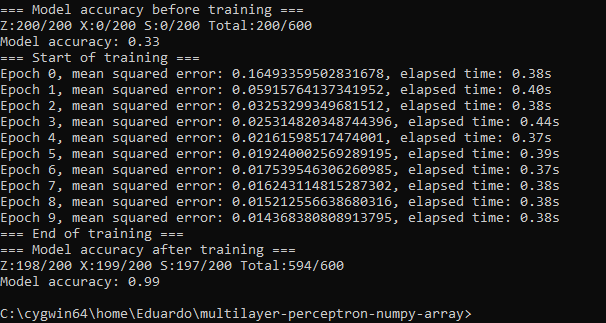 === Model accuracy before training ===
Z:200/200 X:0/200 S:0/200 Total:200/600
Model accuracy: 0.33
=== Start of training ===
Epoch 0, mean squared error: 0.16493359502831678, elapsed time: 0.38s
Epoch 1, mean squared error: 0.05915764137341952, elapsed time: 0.40s
Epoch 2, mean squared error: 0.03253299349681512, elapsed time: 0.38s
Epoch 3, mean squared error: 0.025314820348744396, elapsed time: 0.44s
Epoch 4, mean squared error: 0.02161598517474001, elapsed time: 0.37s
Epoch 5, mean squared error: 0.019240002569289195, elapsed time: 0.39s
Epoch 6, mean squared error: 0.017539546306260985, elapsed time: 0.37s
Epoch 7, mean squared error: 0.016243114815287302, elapsed time: 0.38s
Epoch 8, mean squared error: 0.015212556638680316, elapsed time: 0.38s
Epoch 9, mean squared error: 0.014368380808913795, elapsed time: 0.38s
=== End of training ===
=== Model accuracy after training ===
Z:198/200 X:199/200 S:197/200 Total:594/600
Model accuracy: 0.99
C:\cygwin64\home\Eduardo\multilayer-perceptron-numpy-array>